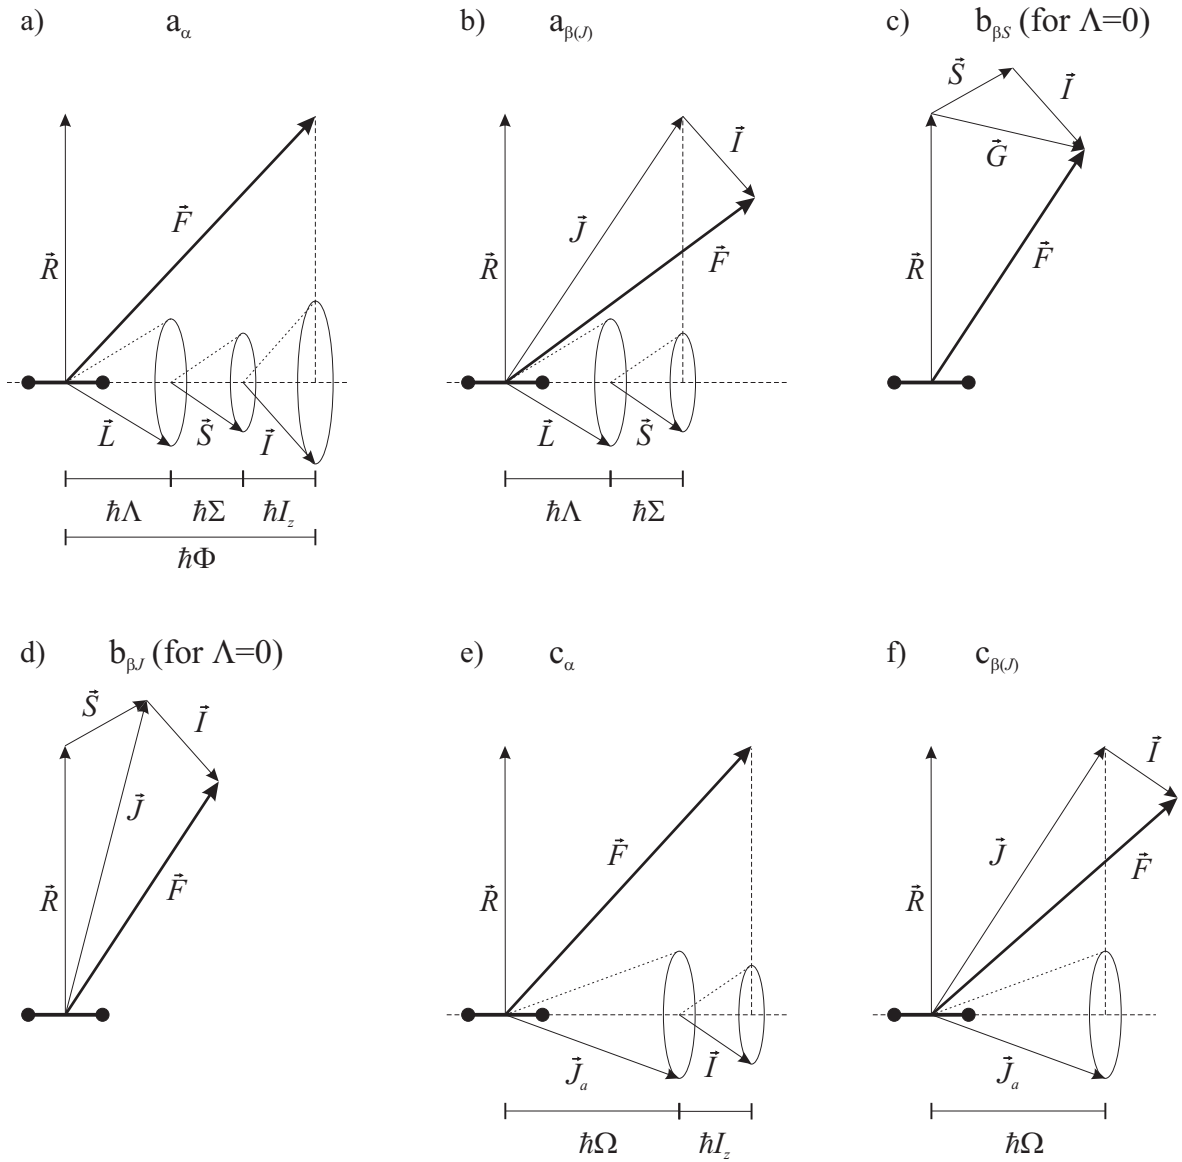 a) a_α
b) a_β(J)
c) b_βS (for Λ=0)
S⃗
I⃗
G⃗
R⃗
F⃗
I⃗
J⃗
R⃗
F⃗
F⃗
R⃗
L⃗ S⃗ I⃗
ħΛ ħΣ ħI_z
ħΦ
L⃗ S⃗
ħΛ ħΣ
d) b_βJ (for Λ=0)
e) c_α
f) c_β(J)
S⃗
I⃗
J⃗
R⃗
F⃗
F⃗
R⃗
J⃗_a I⃗
ħΩ ħI_z
I⃗
J⃗
R⃗
F⃗
J⃗_a
ħΩ